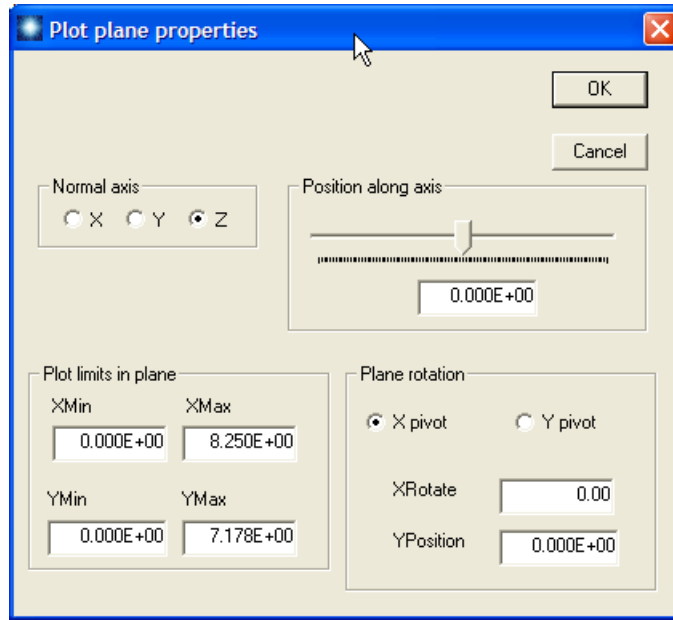 Plot plane properties
OK
Cancel
Normal axis
X Y Z
Position along axis
0.000E+00
Plot limits in plane
XMin XMax
0.000E+00 8.250E+00
YMin YMax
0.000E+00 7.178E+00
Plane rotation
X pivot Y pivot
XRotate 0.00
YPosition 0.000E+00